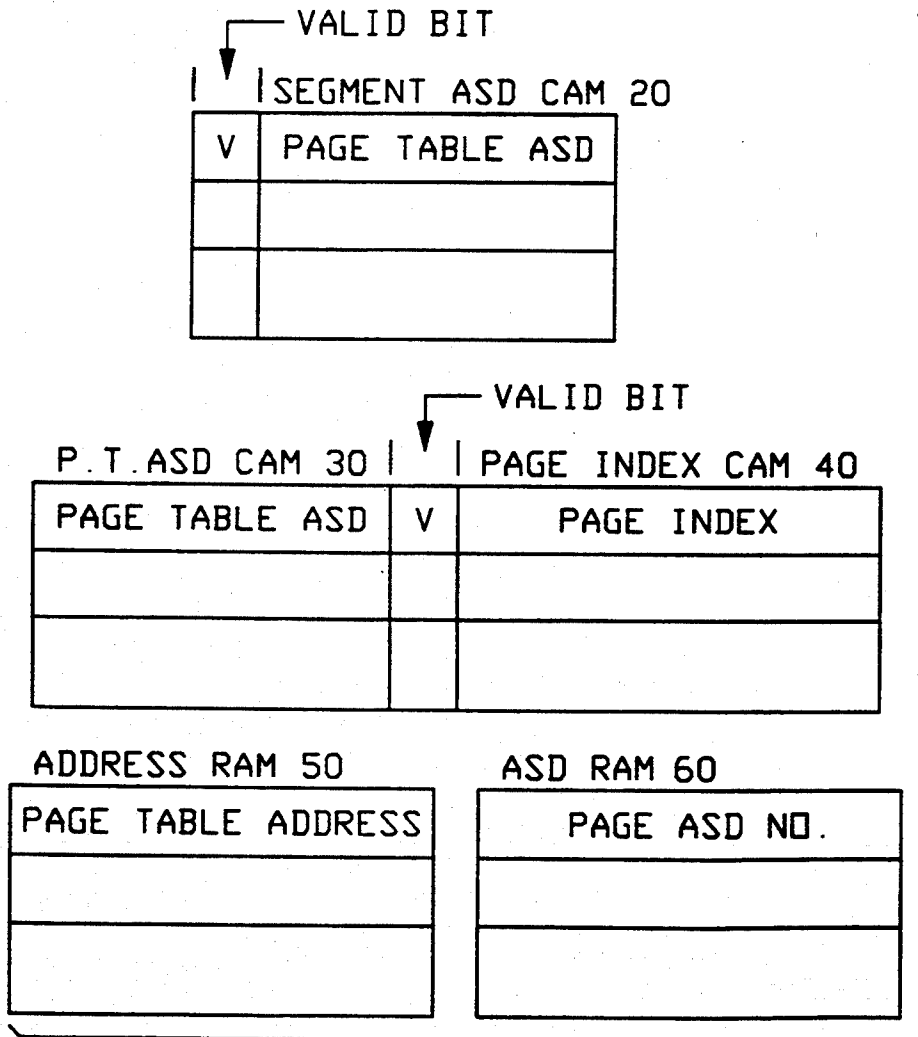 VALID BIT
SEGMENT ASD CAM 20
V PAGE TABLE ASD
VALID BIT
P.T.ASD CAM 30 PAGE INDEX CAM 40
PAGE TABLE ASD V PAGE INDEX
ADDRESS RAM 50 ASD RAM 60
PAGE TABLE ADDRESS PAGE ASD NO.